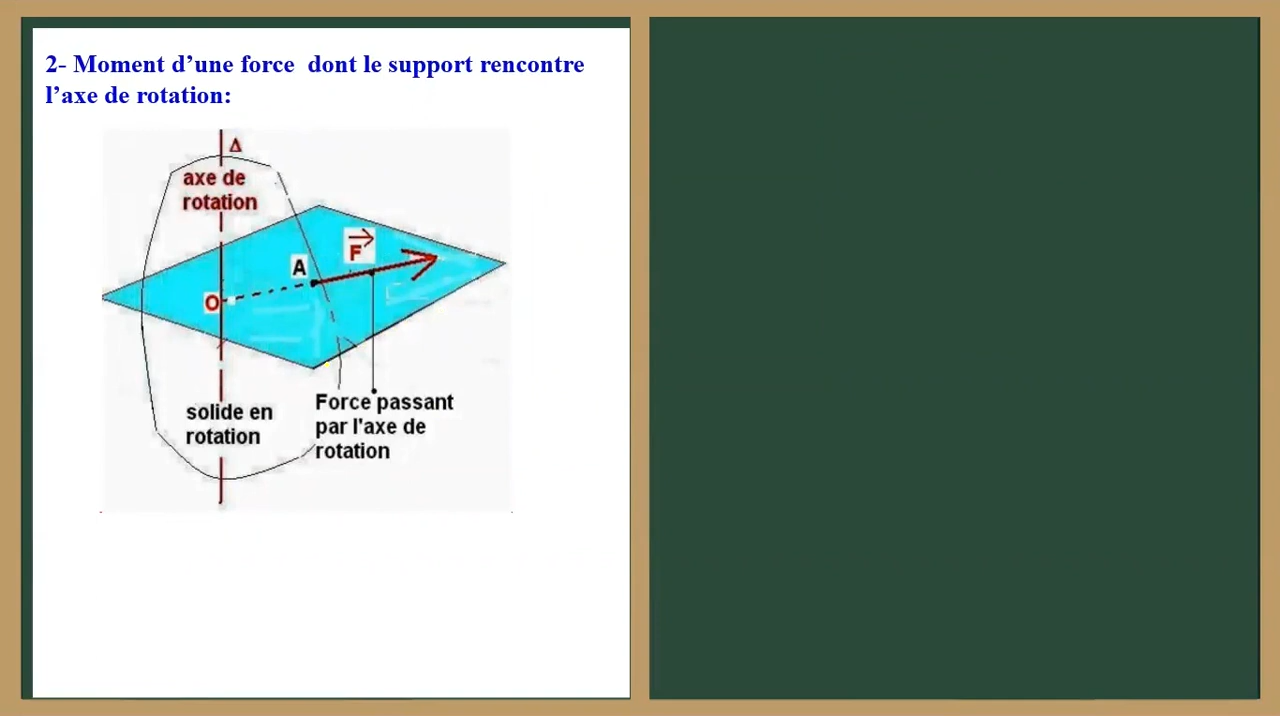 2- Moment d’une force dont le support rencontre
l’axe de rotation:
Δ
axe de
rotation
F
A
O
solide en
rotation
Force passant
par l'axe de
rotation